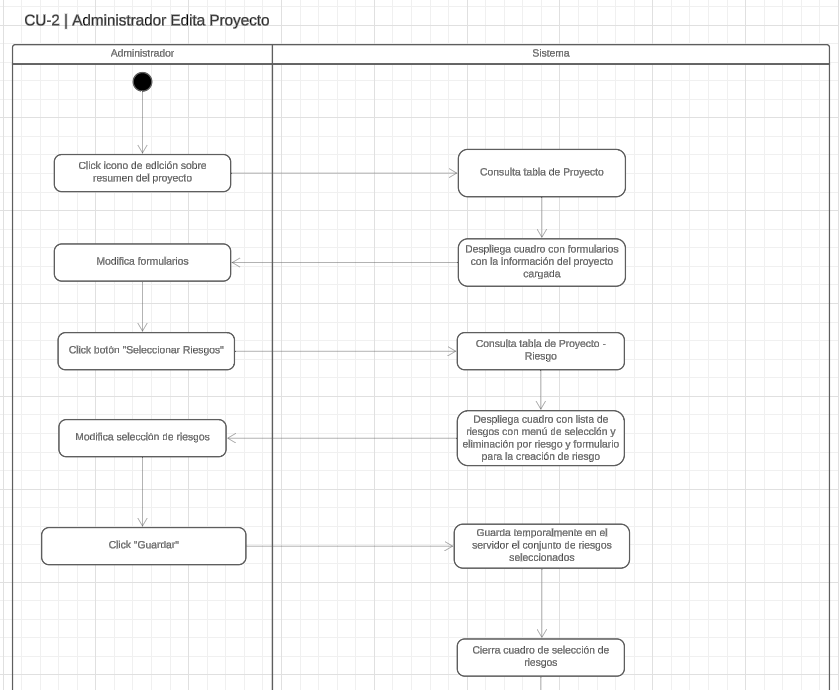 CU-2 | Administrador Edita Proyecto
Administrador
Sistema
Click icono de edición sobre
resumen del proyecto
Consulta tabla de Proyecto
Modifica formularios
Despliega cuadro con formularios
con la información del proyecto
cargada
Click botón "Seleccionar Riesgos"
Consulta tabla de Proyecto -
Riesgo
Modifica selección de riesgos
Despliega cuadro con lista de
riesgos con menú de selección y
eliminación por riesgo y formulario
para la creación de riesgo
Click "Guardar"
Guarda temporalmente en el
servidor el conjunto de riesgos
seleccionados
Cierra cuadro de selección de
riesgos